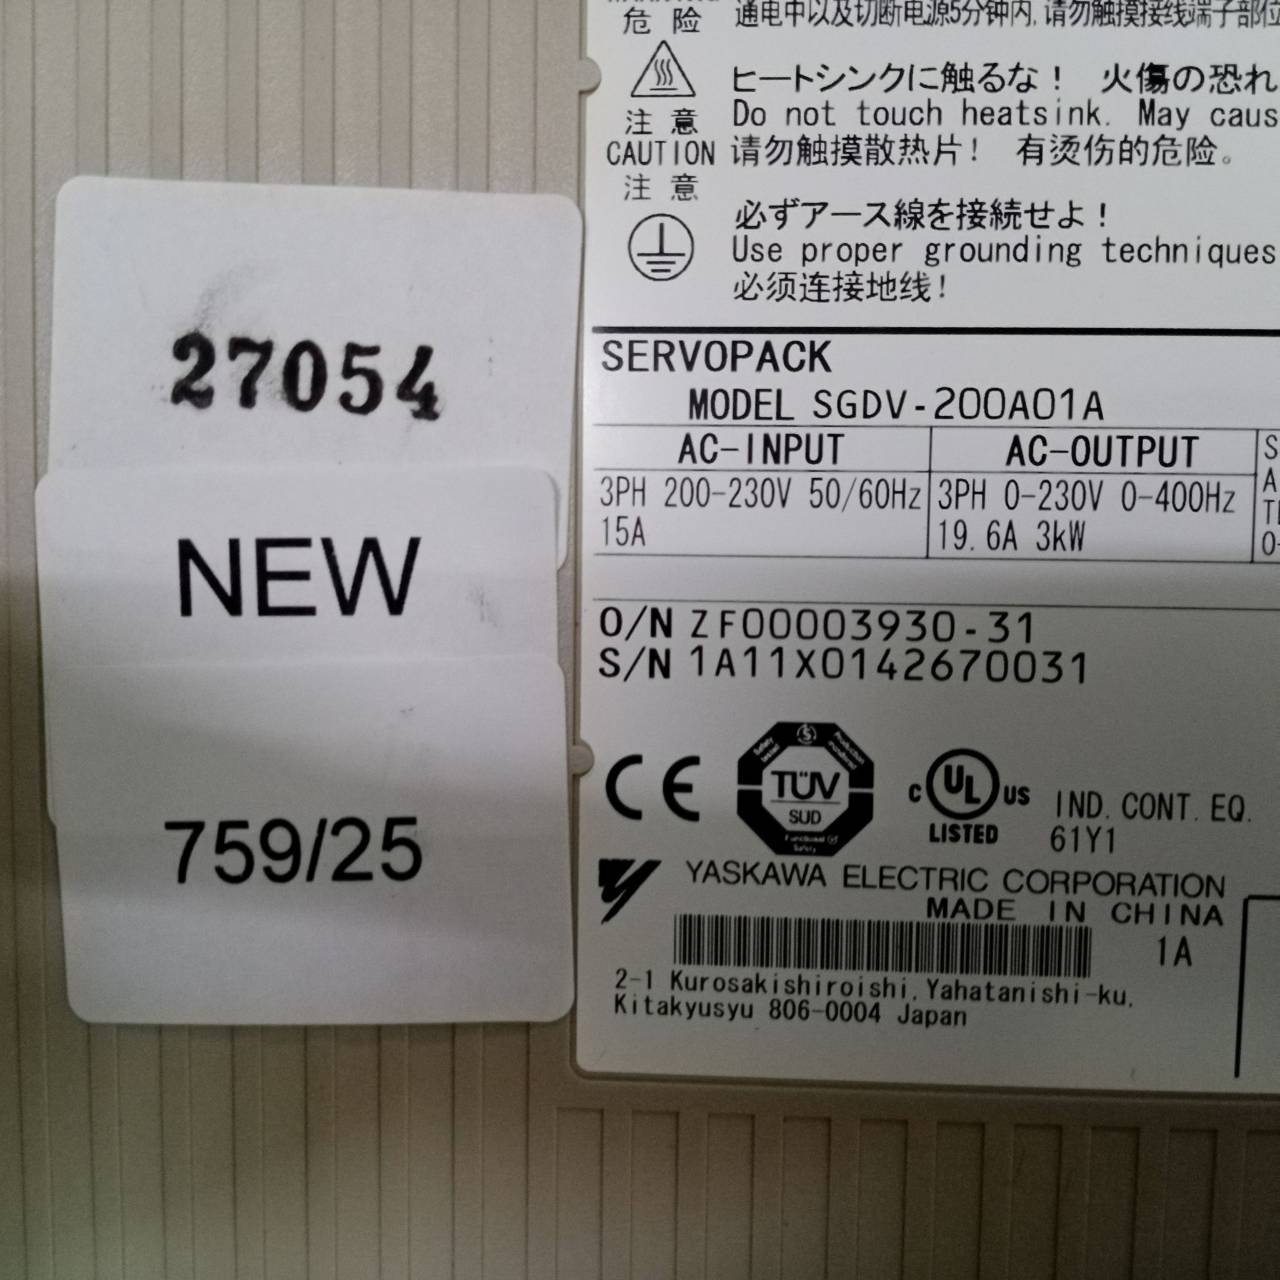 危 险 通电中以及切断电源5分钟内,请勿触摸接线端子部位
ヒートシンクに触るな! 火傷の恐れ
注 意 Do not touch heatsink. May caus
CAUTION 请勿触摸散热片! 有烫伤的危险。
注 意
必ずアース線を接続せよ!
Use proper grounding techniques
必须连接地线!
27054
NEW
759/25
SERVOPACK
MODEL SGDV-200A01A
AC-INPUT AC-OUTPUT S
3PH 200-230V 50/60Hz 3PH 0-230V 0-400Hz A
15A 19.6A 3kW
O/N ZF00003930-31
S/N 1A11X0142670031
CE
Safety tested
Production monitored
TÜV
SUD
Functional
Safety
C UL US
LISTED
IND. CONT. EQ.
61Y1
YASKAWA ELECTRIC CORPORATION
MADE IN CHINA
1A
2-1 Kurosakishiroishi, Yahatanishi-ku,
Kitakyusyu 806-0004 Japan